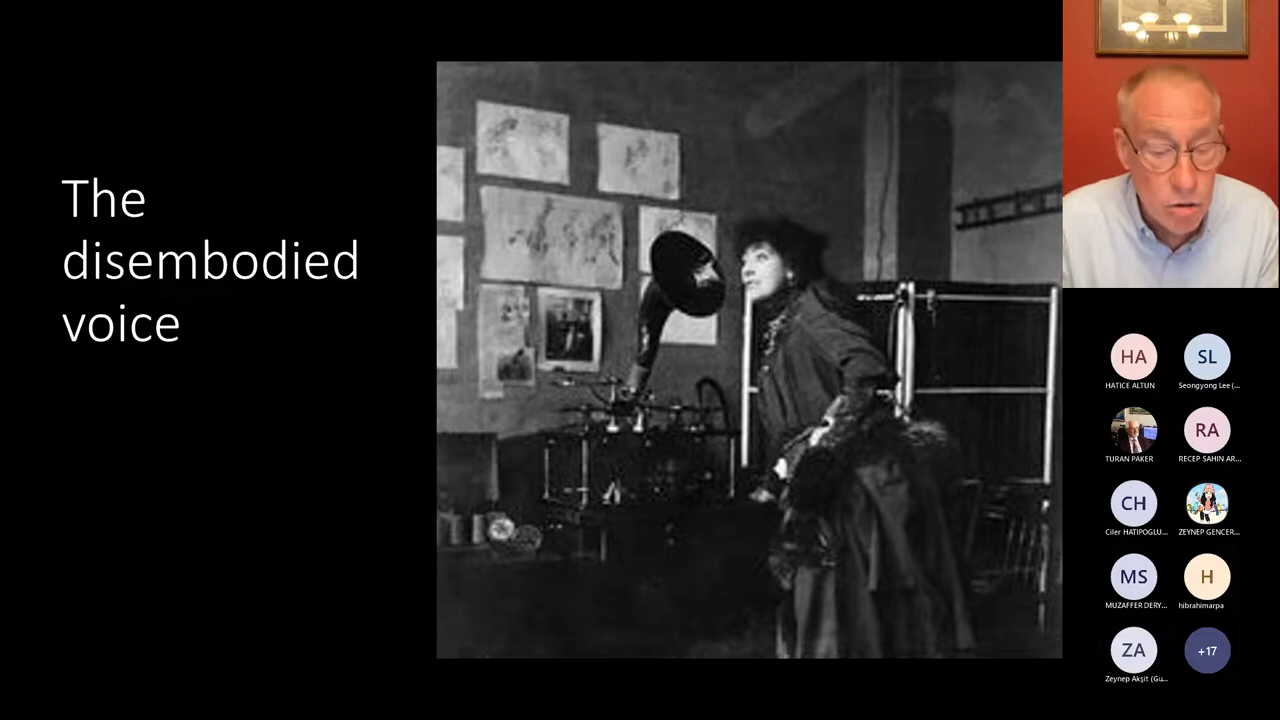 The
disembodied
voice
HA
SL
HATICE ALTUN
Seongyong Lee (...
RA
TURAN PAKER
RECEP SAHIN AR...
CH
Ciler HATIPOGLU...
ZEYNEP GENCER...
MS
H
MUZAFFER DERY...
hibrahimarpa
ZA
+17
Zeynep Akşit (Gu...